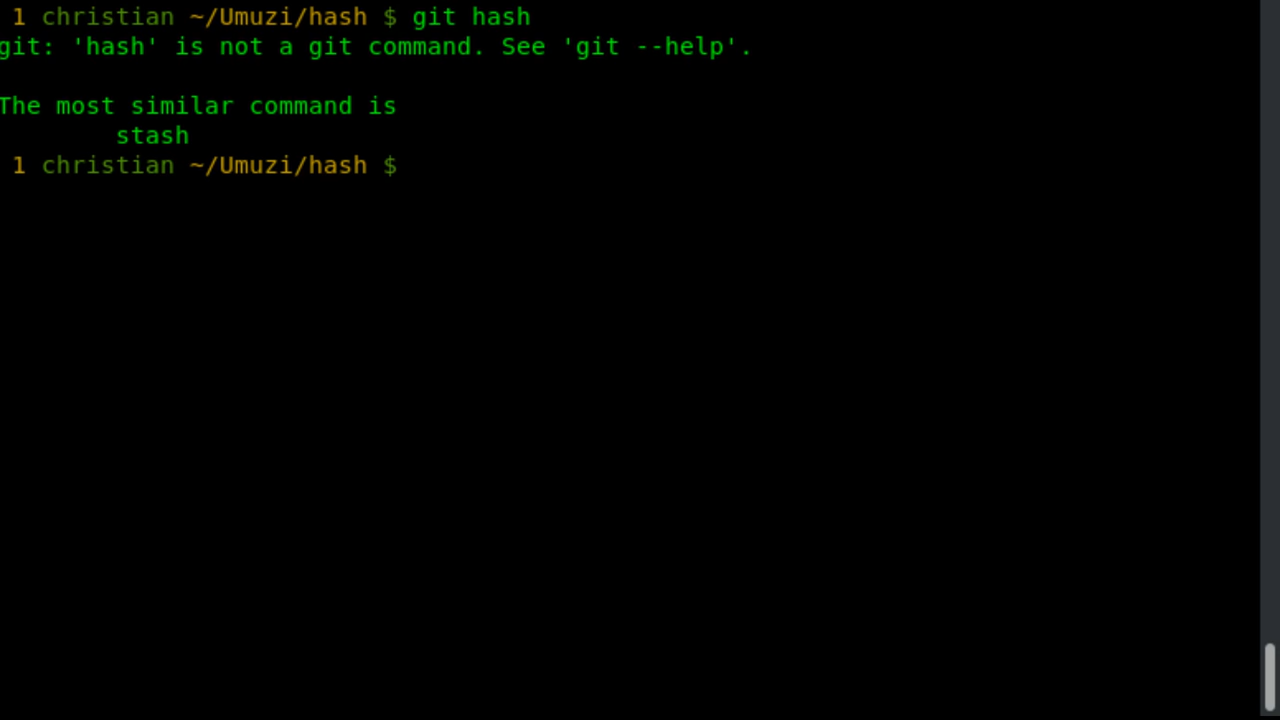 1 christian ~/Umuzi/hash $ git hash
git: 'hash' is not a git command. See 'git --help'.
The most similar command is
stash
1 christian ~/Umuzi/hash $